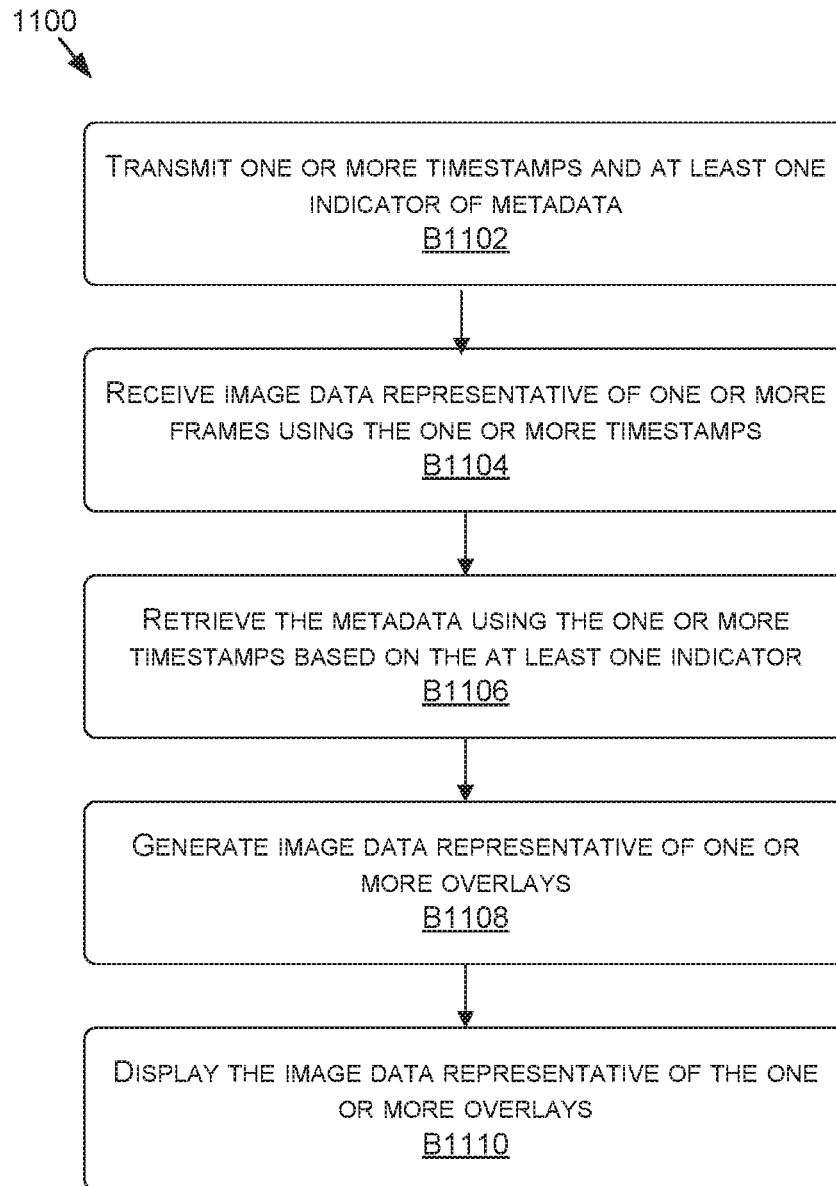 1100
TRANSMIT ONE OR MORE TIMESTAMPS AND AT LEAST ONE
INDICATOR OF METADATA
B1102
RECEIVE IMAGE DATA REPRESENTATIVE OF ONE OR MORE
FRAMES USING THE ONE OR MORE TIMESTAMPS
B1104
RETRIEVE THE METADATA USING THE ONE OR MORE
TIMESTAMPS BASED ON THE AT LEAST ONE INDICATOR
B1106
GENERATE IMAGE DATA REPRESENTATIVE OF ONE OR
MORE OVERLAYS
B1108
DISPLAY THE IMAGE DATA REPRESENTATIVE OF THE ONE
OR MORE OVERLAYS
B1110